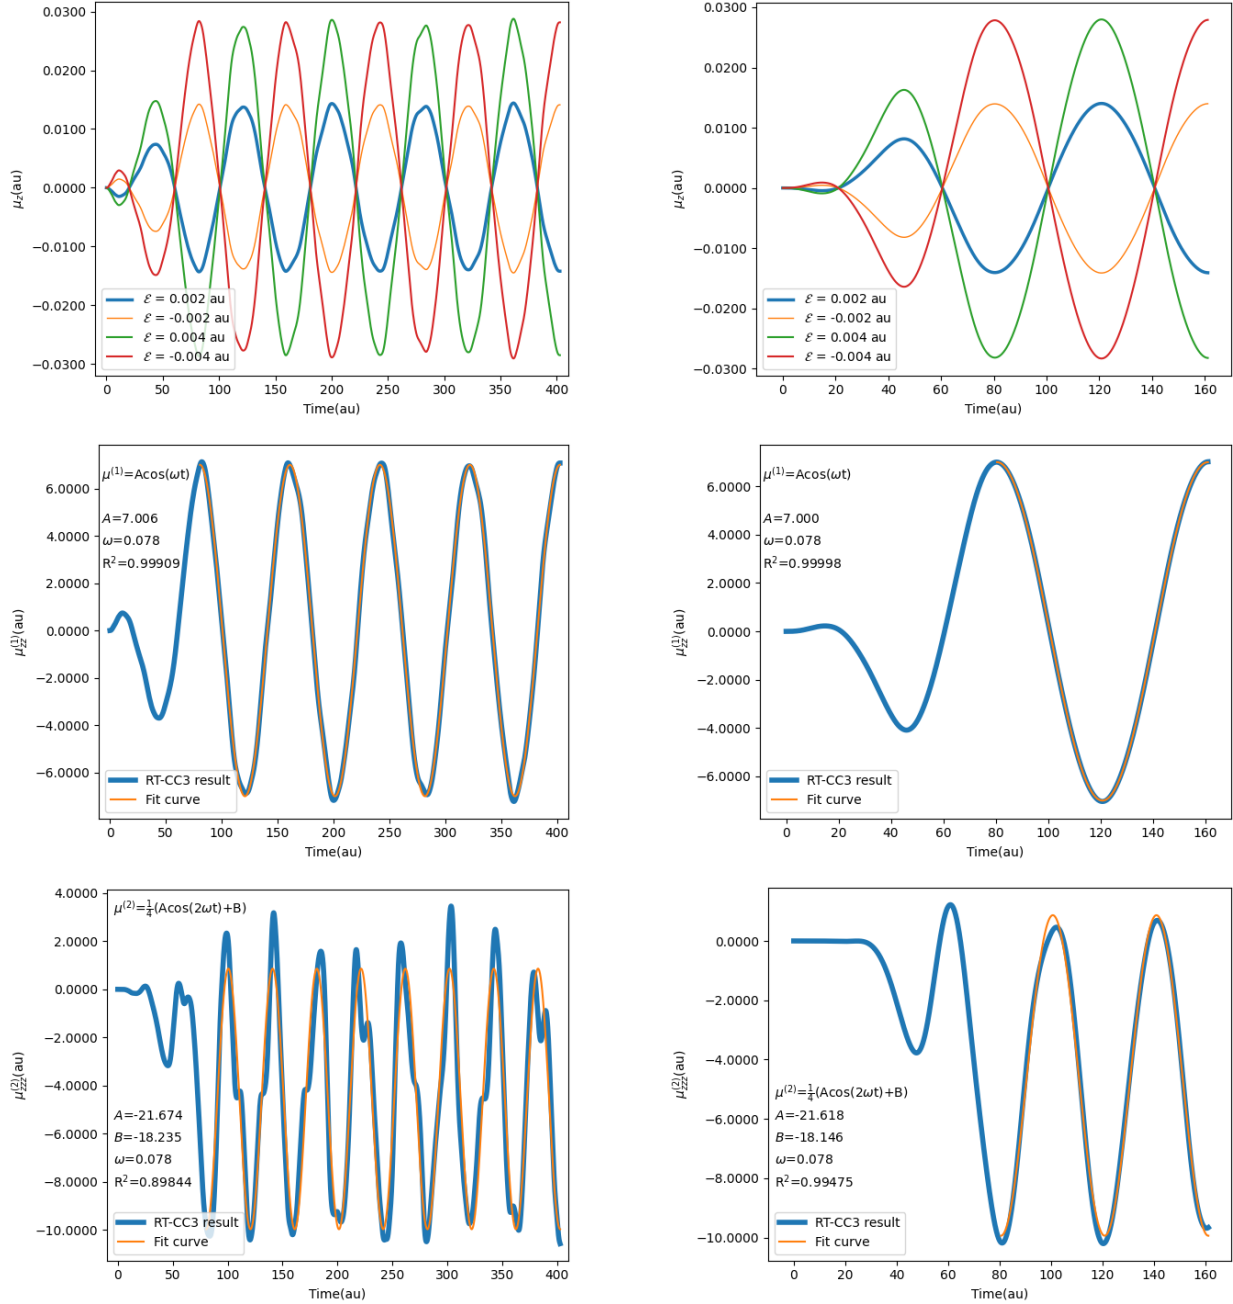 0.0300
0.0200
0.0100
0.0000
−0.0100
−0.0200
−0.0300
μz(au)
ℰ = 0.002 au
ℰ = -0.002 au
ℰ = 0.004 au
ℰ = -0.004 au
0 50 100 150 200 250 300 350 400
Time(au)
0.0300
0.0200
0.0100
0.0000
−0.0100
−0.0200
−0.0300
μz(au)
ℰ = 0.002 au
ℰ = -0.002 au
ℰ = 0.004 au
ℰ = -0.004 au
0 20 40 60 80 100 120 140 160
Time(au)
μ^(1)=Acos(ωt)
A=7.006
ω=0.078
R²=0.99909
6.0000
4.0000
2.0000
0.0000
−2.0000
−4.0000
−6.0000
μ_zz^(1)(au)
RT-CC3 result
Fit curve
0 50 100 150 200 250 300 350 400
Time(au)
μ^(1)=Acos(ωt)
A=7.000
ω=0.078
R²=0.99998
6.0000
4.0000
2.0000
0.0000
−2.0000
−4.0000
−6.0000
μ_zz^(1)(au)
RT-CC3 result
Fit curve
0 20 40 60 80 100 120 140 160
Time(au)
μ^(2)=1/4(Acos(2ωt)+B)
4.0000
2.0000
0.0000
−2.0000
−4.0000
−6.0000
−8.0000
−10.0000
μ_zzz^(2)(au)
A=-21.674
B=-18.235
ω=0.078
R²=0.89844
RT-CC3 result
Fit curve
0 50 100 150 200 250 300 350 400
Time(au)
0.0000
−2.0000
−4.0000
−6.0000
−8.0000
−10.0000
μ_zzz^(2)(au)
μ^(2)=1/4(Acos(2ωt)+B)
A=-21.618
B=-18.146
ω=0.078
R²=0.99475
RT-CC3 result
Fit curve
0 20 40 60 80 100 120 140 160
Time(au)